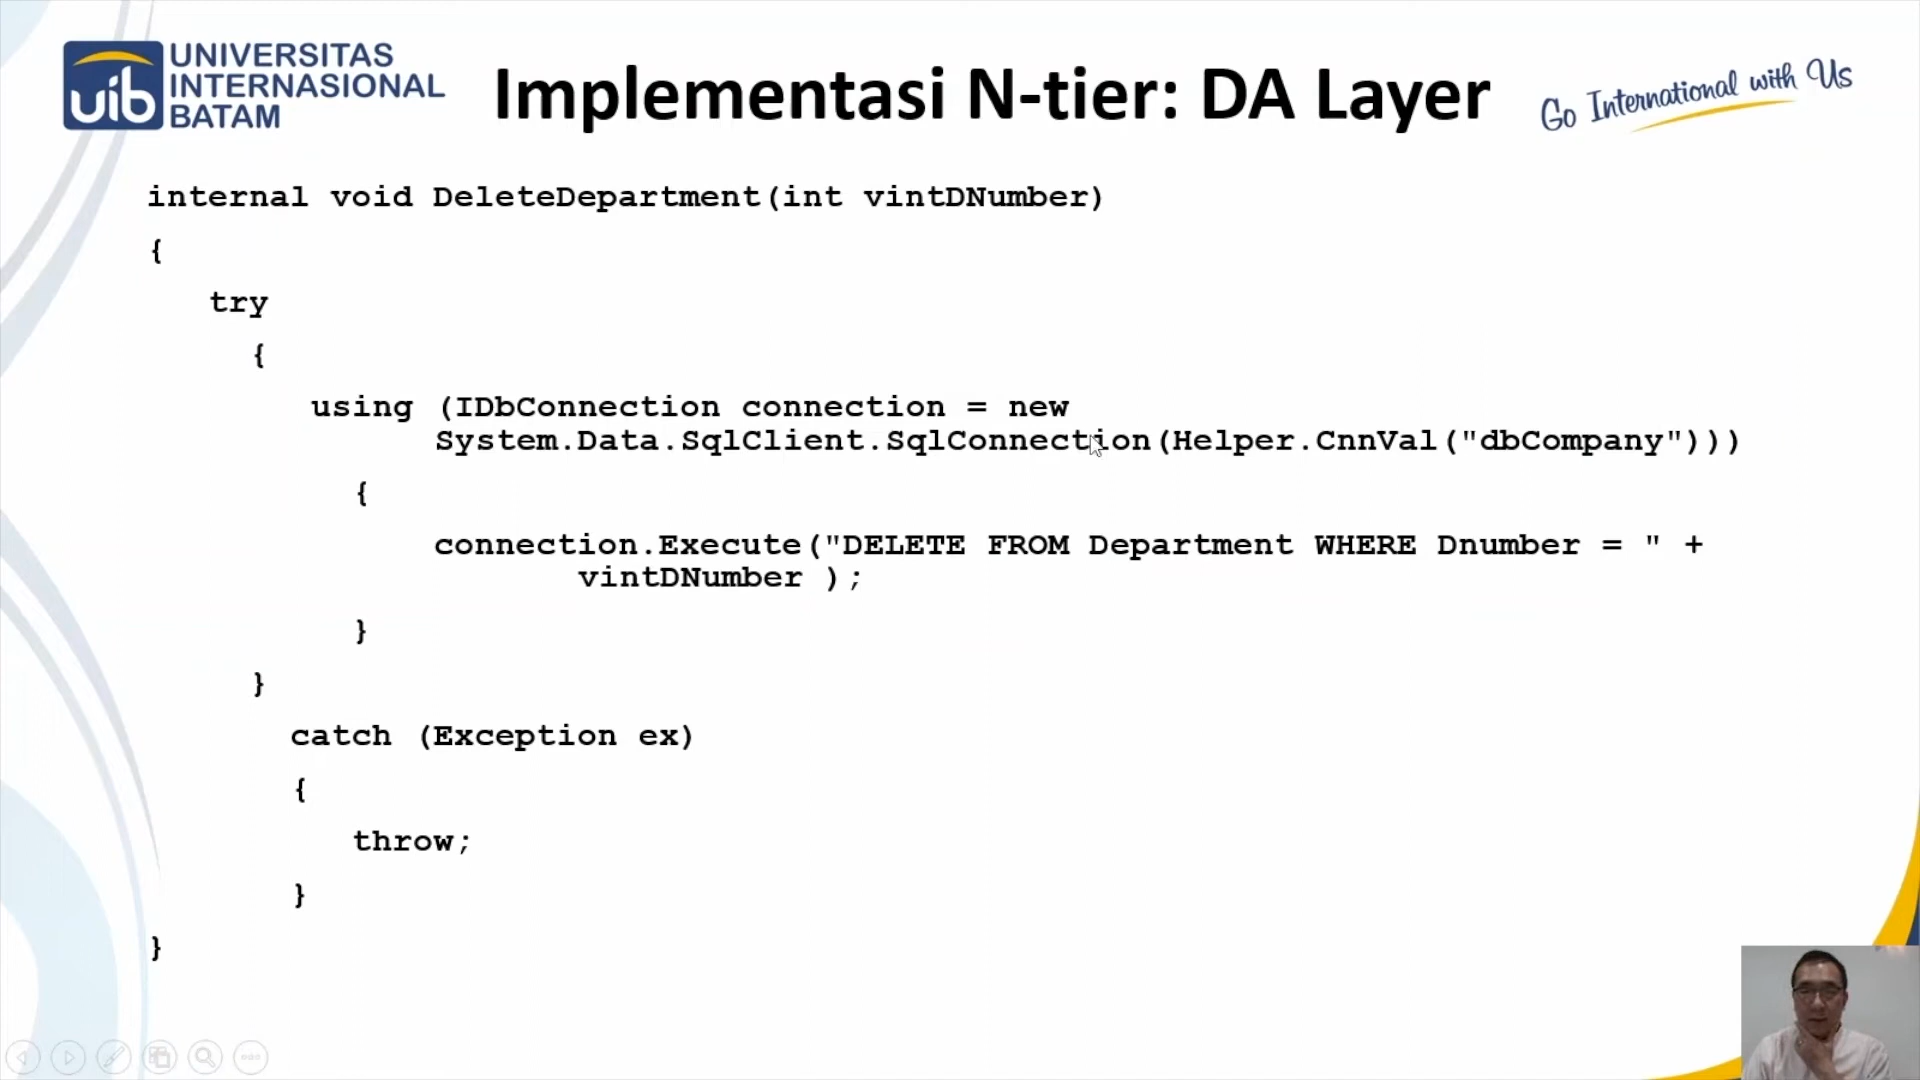 UNIVERSITAS
INTERNASIONAL
BATAM
uib
Implementasi N-tier: DA Layer
Go International with Us
internal void DeleteDepartment(int vintDNumber)
{
try
{
using (IDbConnection connection = new
System.Data.SqlClient.SqlConnection(Helper.CnnVal("dbCompany")))
{
connection.Execute("DELETE FROM Department WHERE Dnumber = " +
vintDNumber );
}
}
catch (Exception ex)
{
throw;
}
}